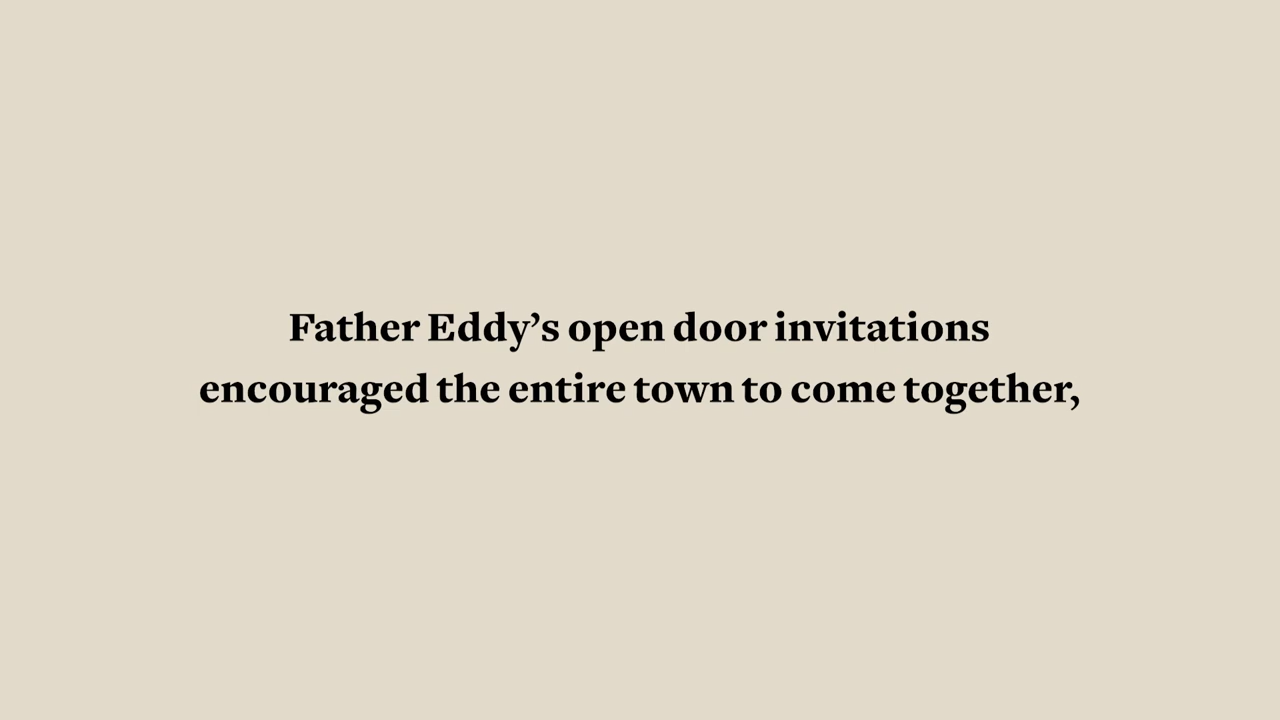 Father Eddy’s open door invitations
encouraged the entire town to come together,